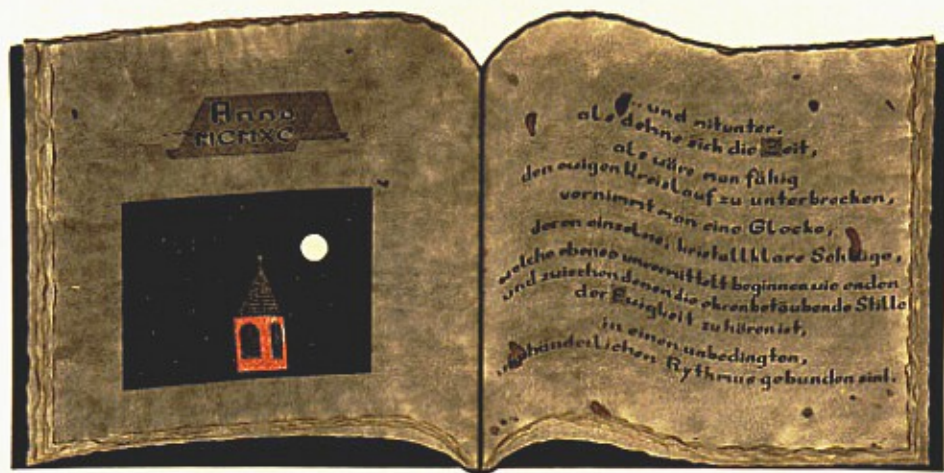 Anno
MCMXC
... und mitunter,
als dehne sich die Zeit,
als wäre man fähig
den ewigen Kreislauf zu unterbrechen,
vernimmt man eine Glocke,
deren einzelne, kristallklare Schläge,
welche ebenso unvermittelt beginnen wie enden
und zwischen denen die ohrenbetäubende Stille
der Ewigkeit zu hören ist,
in einen unbedingten,
unabänderlichen Rythmus gebunden sind.